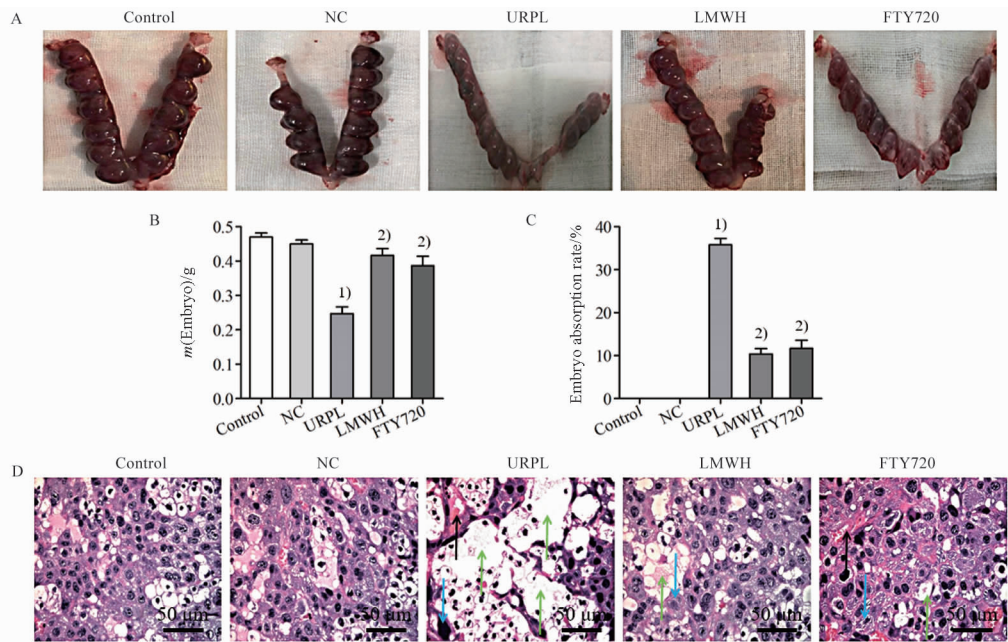 A
Control NC URPL LMWH FTY720
B
m(Embryo)/g
0.5
0.4
0.3
0.2
0.1
0.0
1)
2)
2)
Control NC URPL LMWH FTY720
C
Embryo absorption rate/%
40
30
20
10
0
1)
2)
2)
Control NC URPL LMWH FTY720
D
Control NC URPL LMWH FTY720
50 μm 50 μm 50 μm 50 μm 50 μm